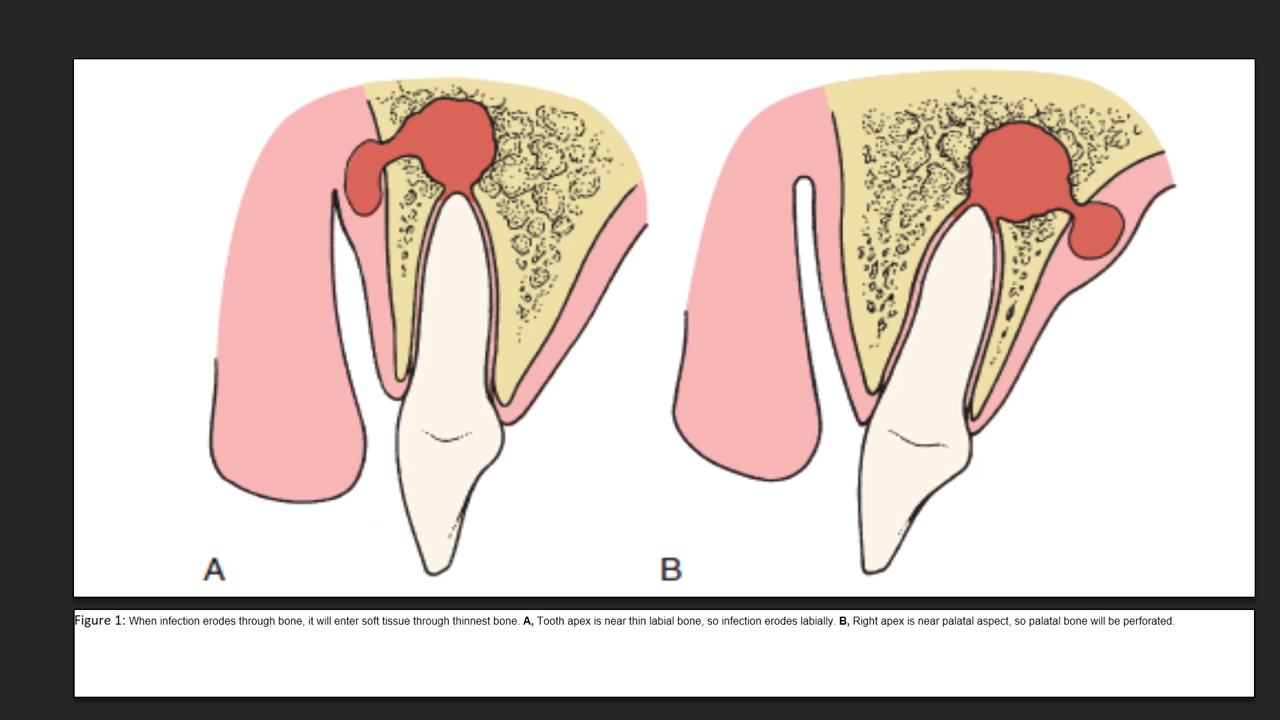 A
B
Figure 1: When infection erodes through bone, it will enter soft tissue through thinnest bone. A, Tooth apex is near thin labial bone, so infection erodes labially. B, Right apex is near palatal aspect, so palatal bone will be perforated.